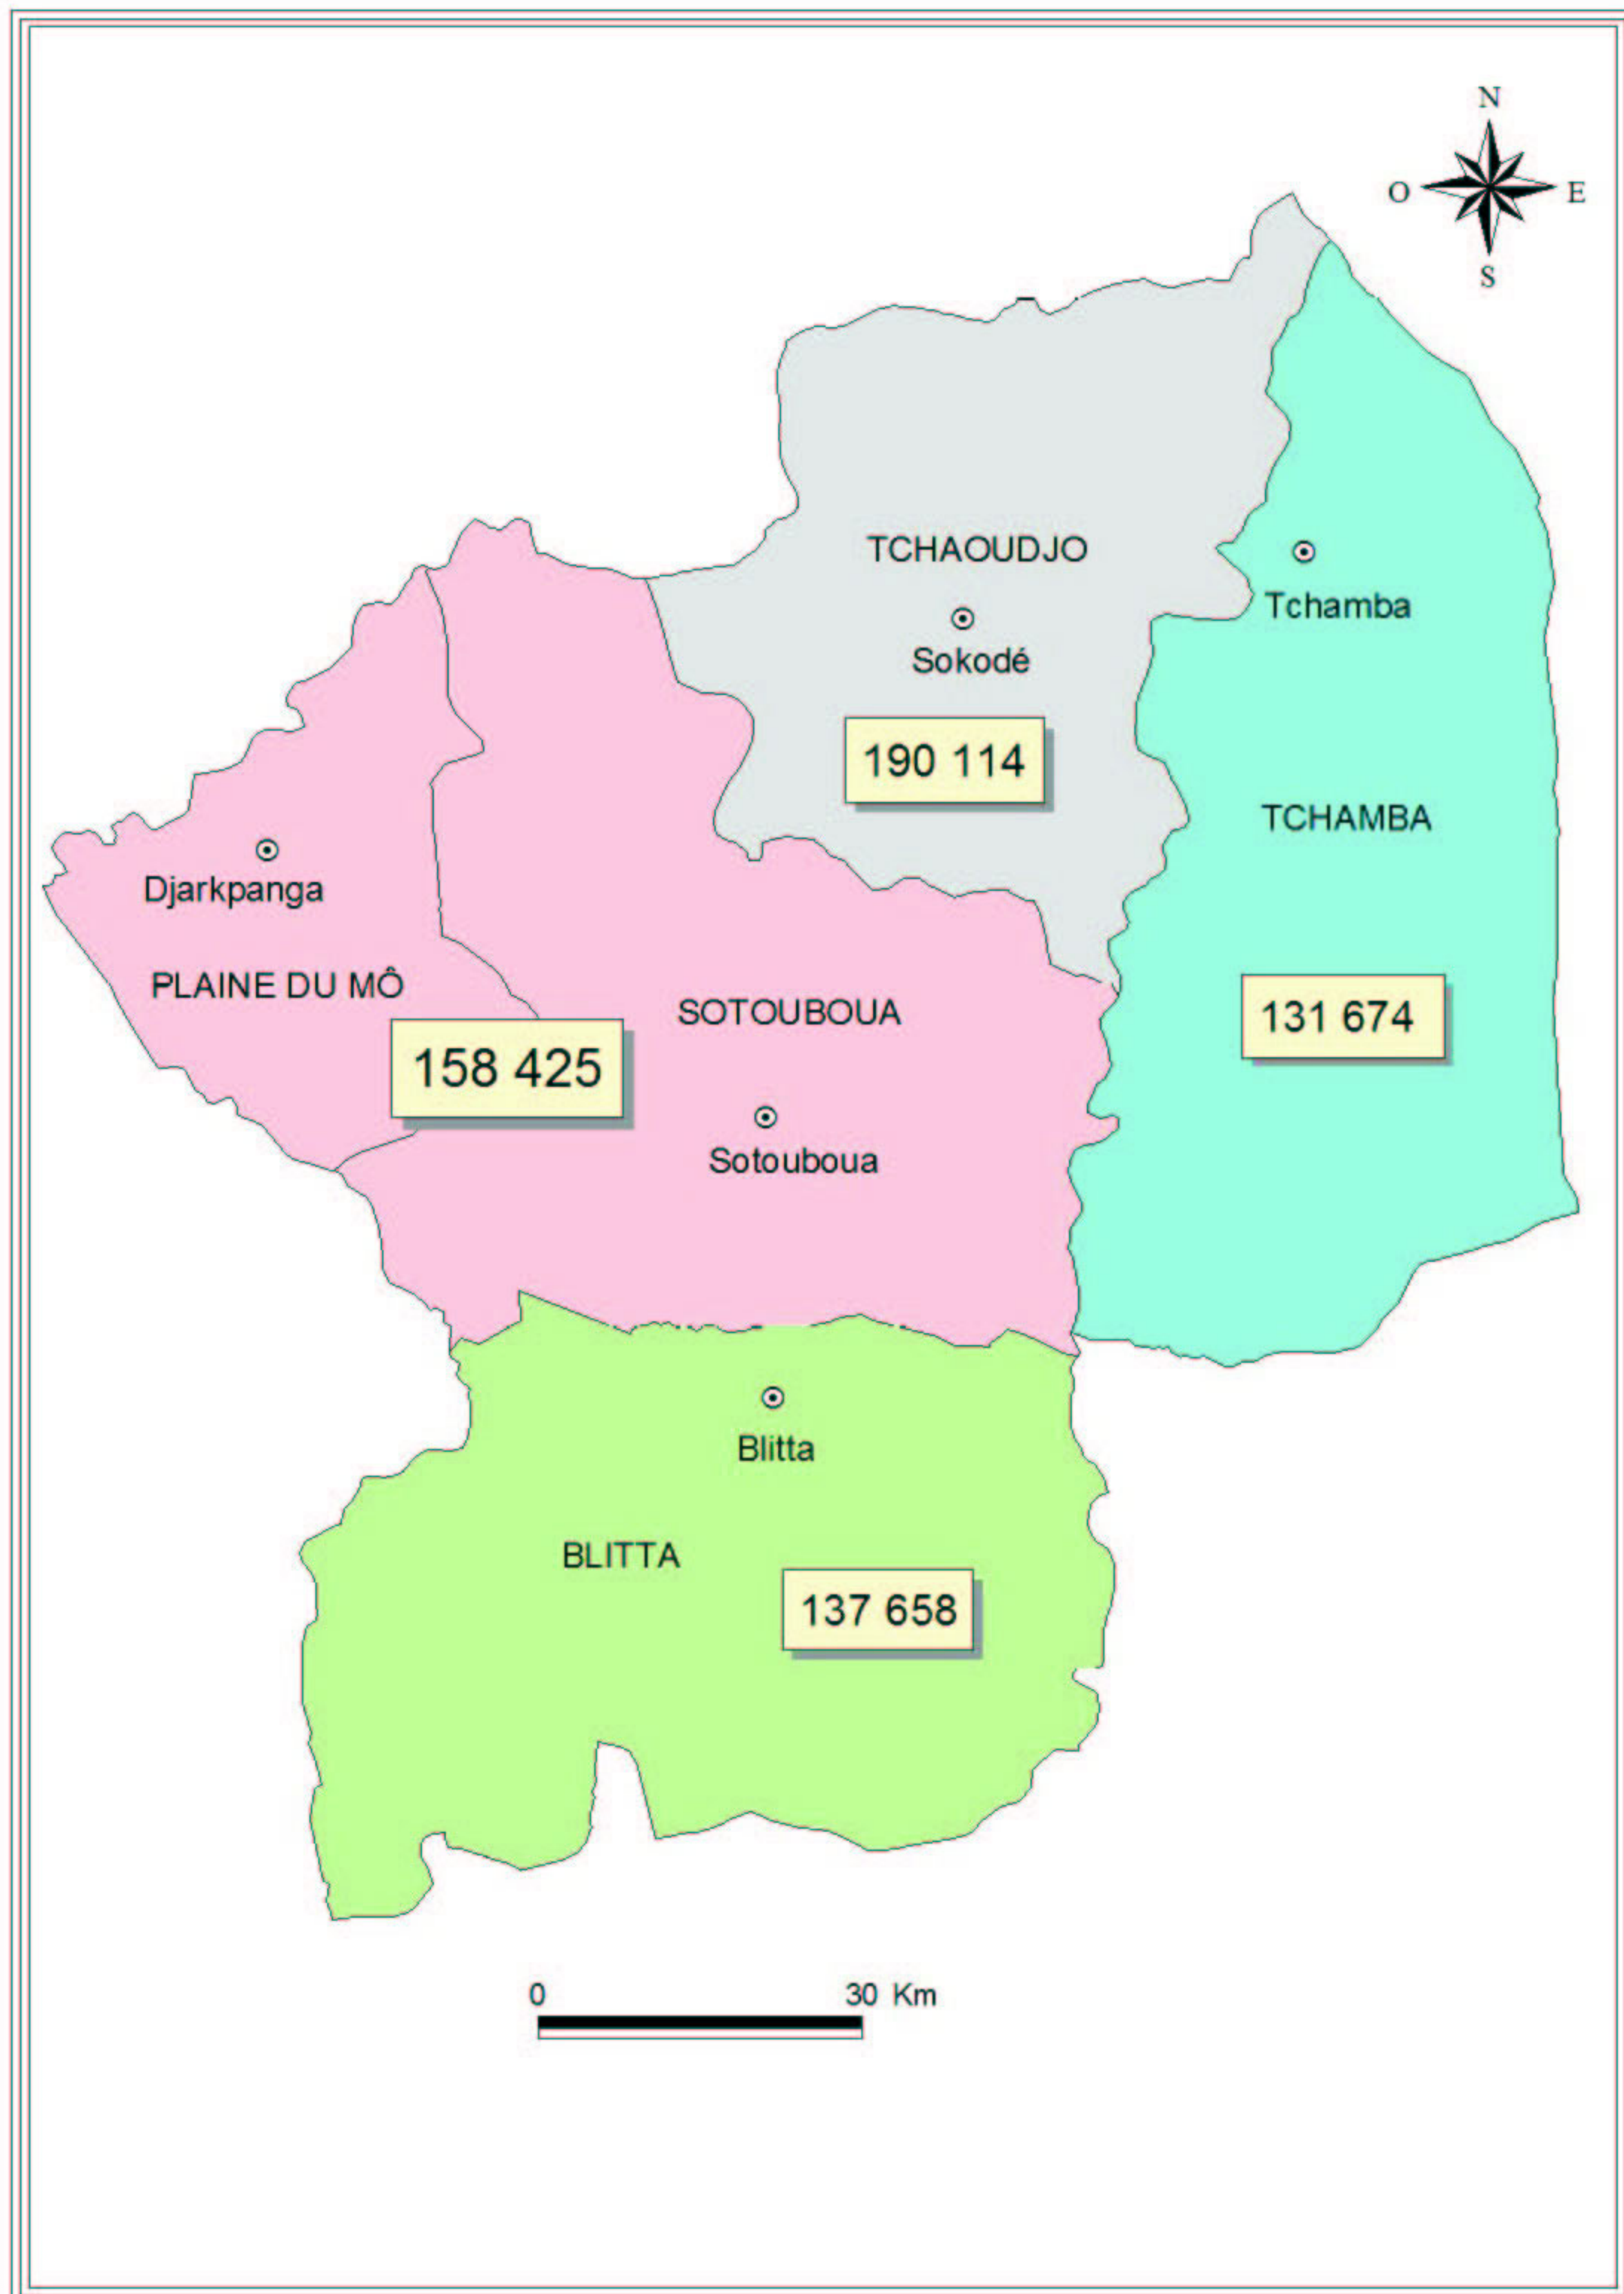 N
O
E
S
TCHAOUDJO
Tchamba
Sokodé
190 114
TCHAMBA
Djarkpanga
PLAINE DU MÔ
SOTOUBOUA
131 674
158 425
Sotouboua
Blitta
BLITTA
137 658
0 30 Km